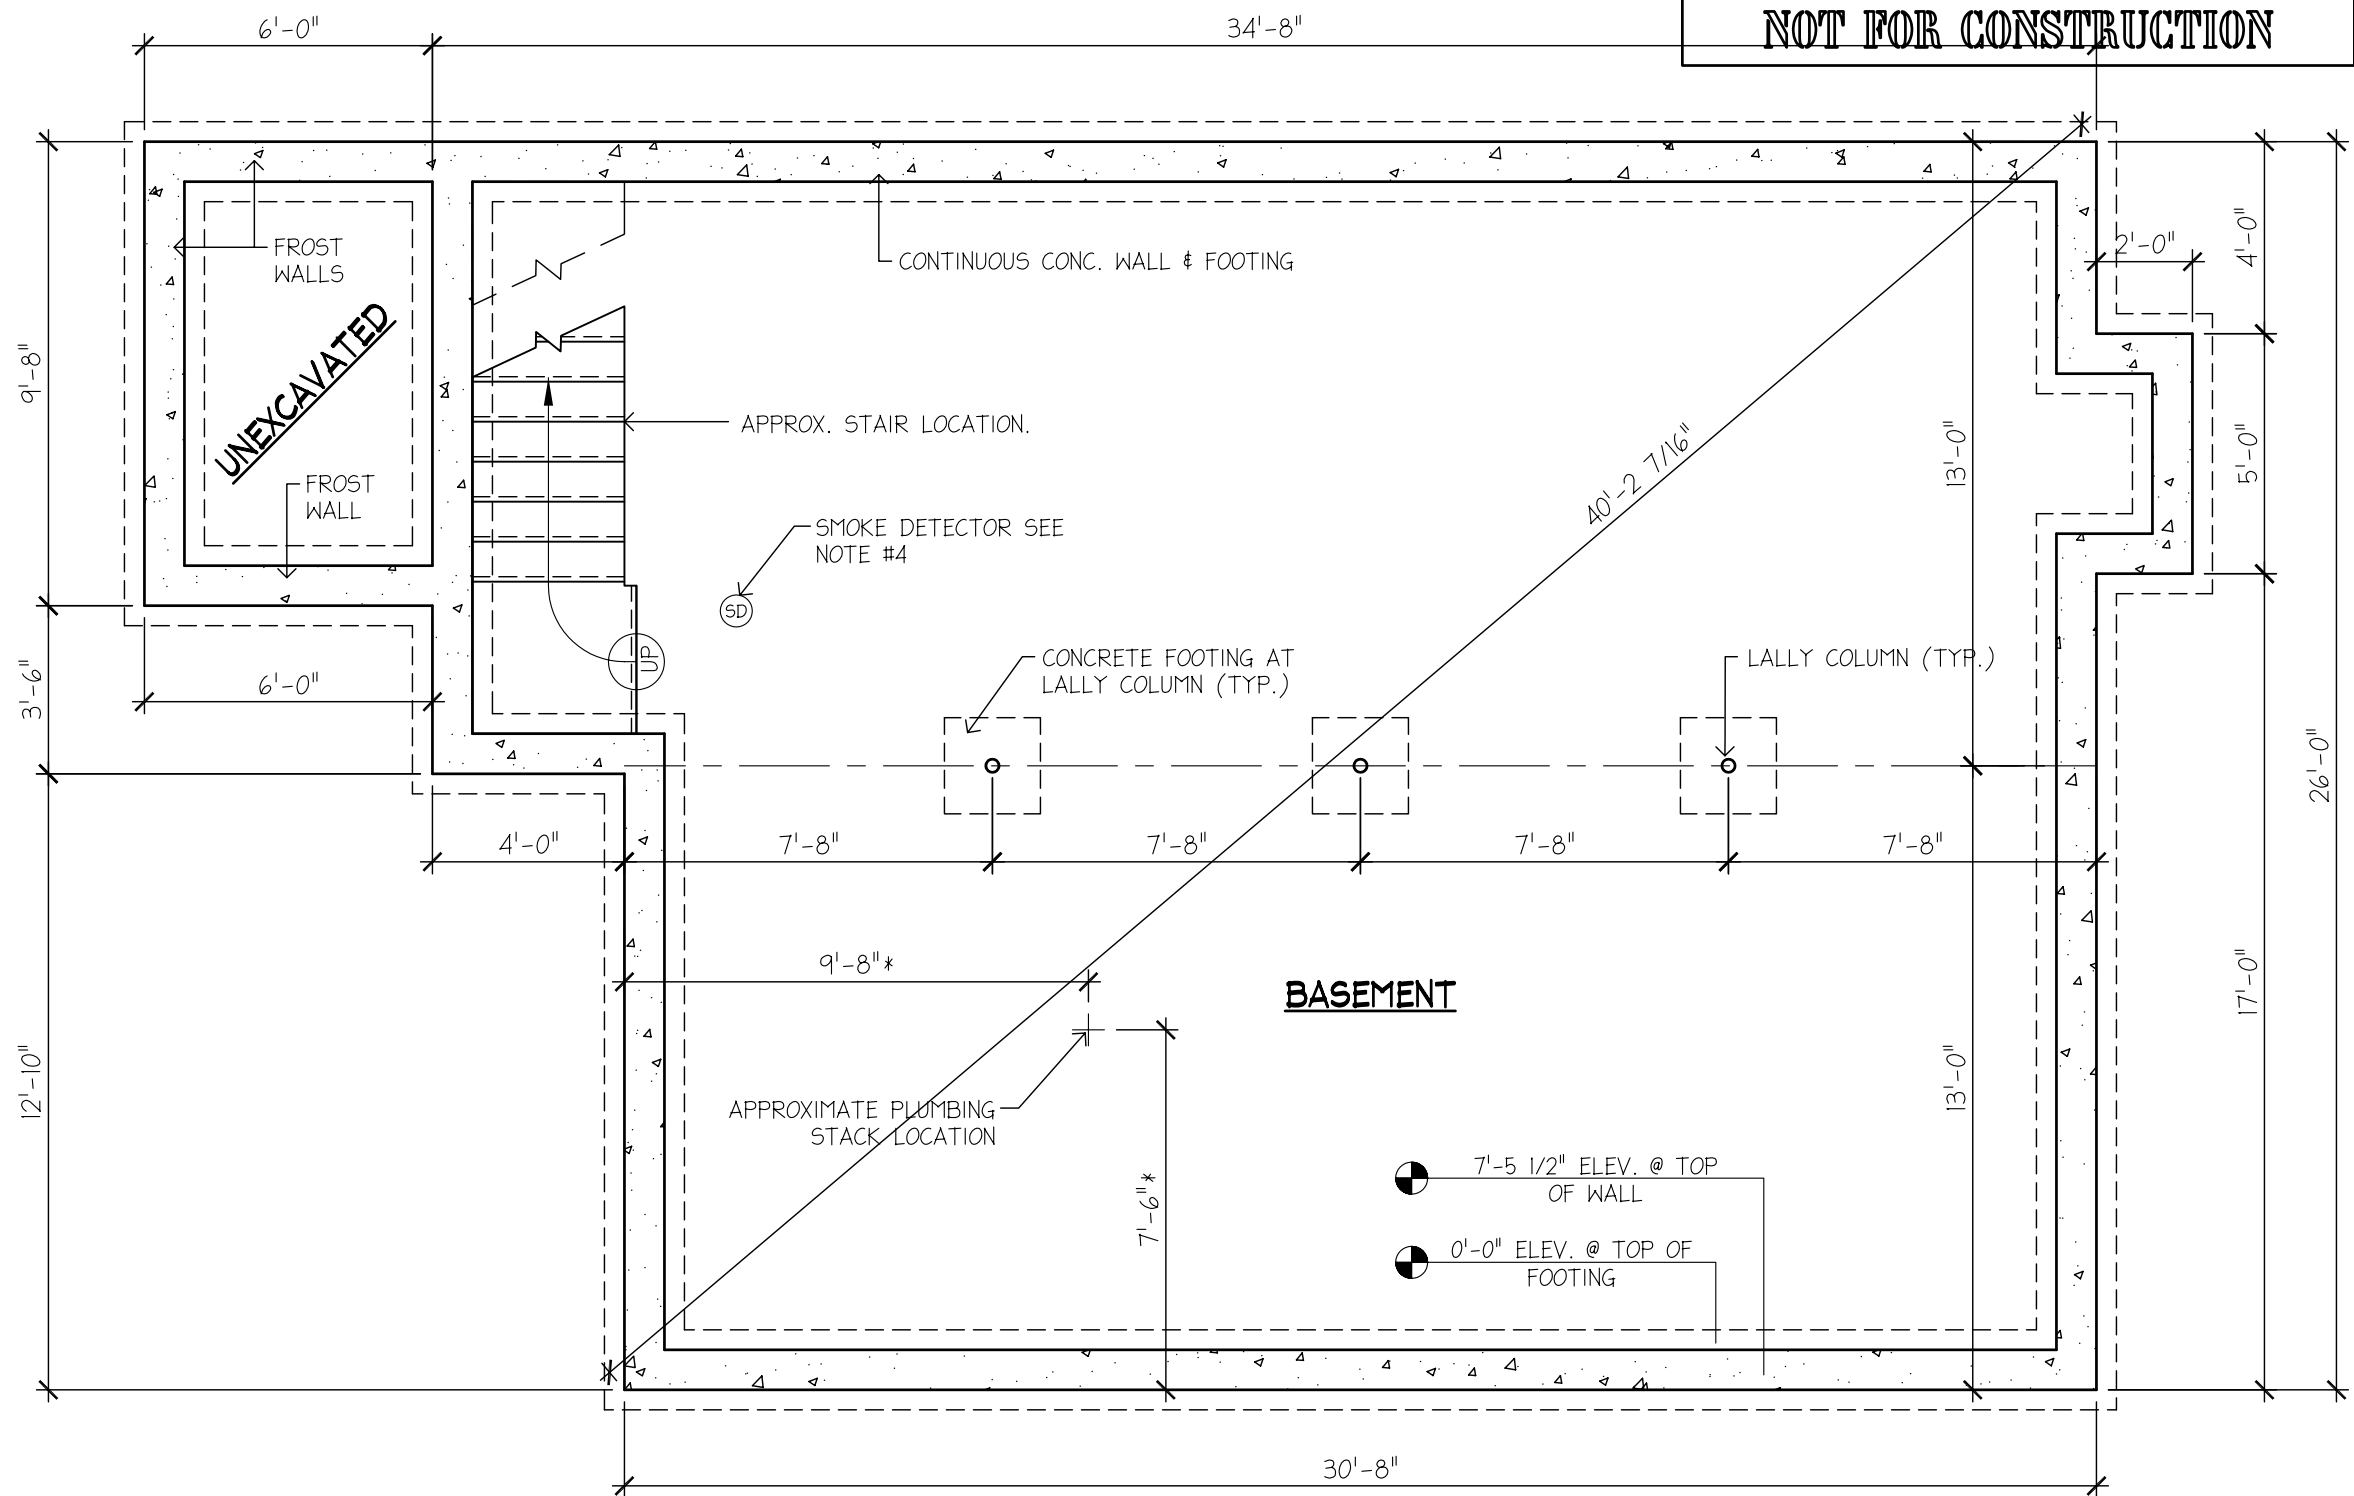 NOT FOR CONSTRUCTION
6'-0"
34'-8"
4'-0"
2'-0"
FROST
WALLS
CONTINUOUS CONC. WALL & FOOTING
9'-8"
UNEXCAVATED
APPROX. STAIR LOCATION.
40'-2 7/16"
13'-0"
5'-0"
FROST
WALL
SMOKE DETECTOR SEE
NOTE #4
SD
UP
CONCRETE FOOTING AT
LALLY COLUMN (TYP.)
LALLY COLUMN (TYP.)
3'-6"
6'-0"
26'-0"
4'-0"
7'-8"
7'-8"
7'-8"
7'-8"
9'-8"*
BASEMENT
17'-0"
12'-10"
13'-0"
APPROXIMATE PLUMBING
STACK LOCATION
7'-6"*
7'-5 1/2" ELEV. @ TOP
OF WALL
0'-0" ELEV. @ TOP OF
FOOTING
30'-8"